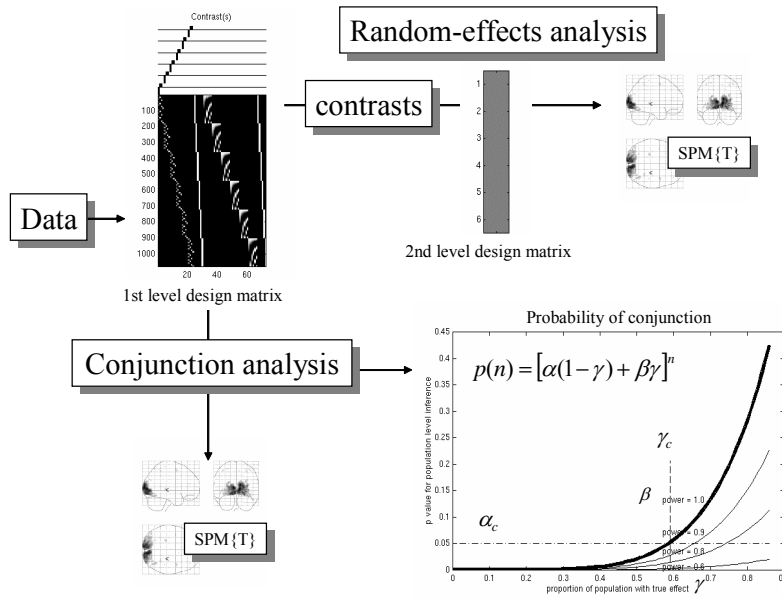 Contrast(s)
Random-effects analysis
contrasts
100
200
300
400
500
600
700
800
900
1000
20 40 60
1st level design matrix
1
2
3
4
5
6
2nd level design matrix
SPM{T}
Data
Conjunction analysis
SPM{T}
Probability of conjunction
p(n) = [α(1 − γ) + βγ]^n
0.45
0.4
0.35
0.3
0.25
0.2
0.15
0.1
0.05
0
p value for population level inference
γc
β
αc
power = 1.0
power = 0.9
power = 0.8
power = 0.6
0 0.1 0.2 0.3 0.4 0.5 0.6 0.7 0.8
proportion of population with true effect γ